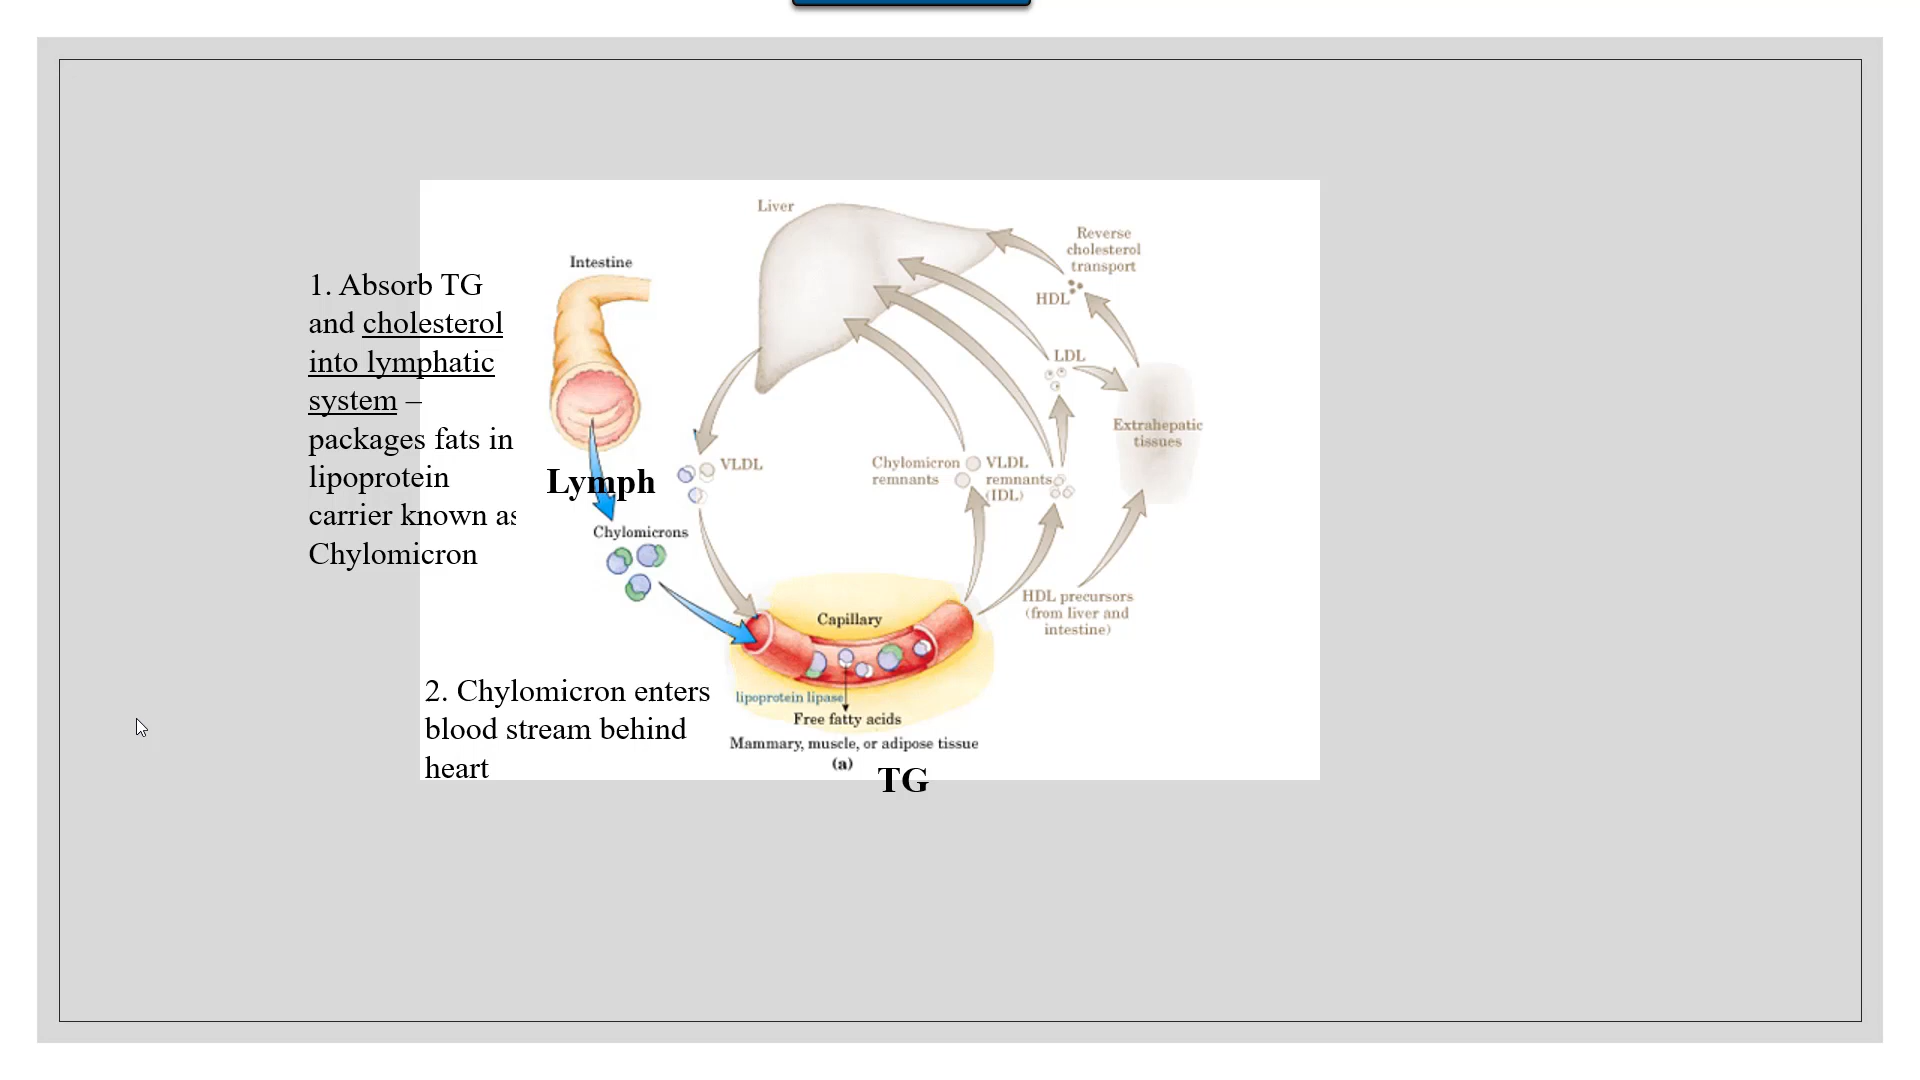 Liver
Reverse
cholesterol
transport
Intestine
1. Absorb TG
and cholesterol
into lymphatic
system –
packages fats in
lipoprotein
carrier known as
Chylomicron
HDL
LDL
Extrahepatic
tissues
Lymph
VLDL
Chylomicron
remnants
VLDL
remnants
(IDL)
Chylomicrons
HDL precursors
(from liver and
intestine)
Capillary
2. Chylomicron enters
blood stream behind
heart
lipoprotein lipase
Free fatty acids
Mammary, muscle, or adipose tissue
(a)
TG